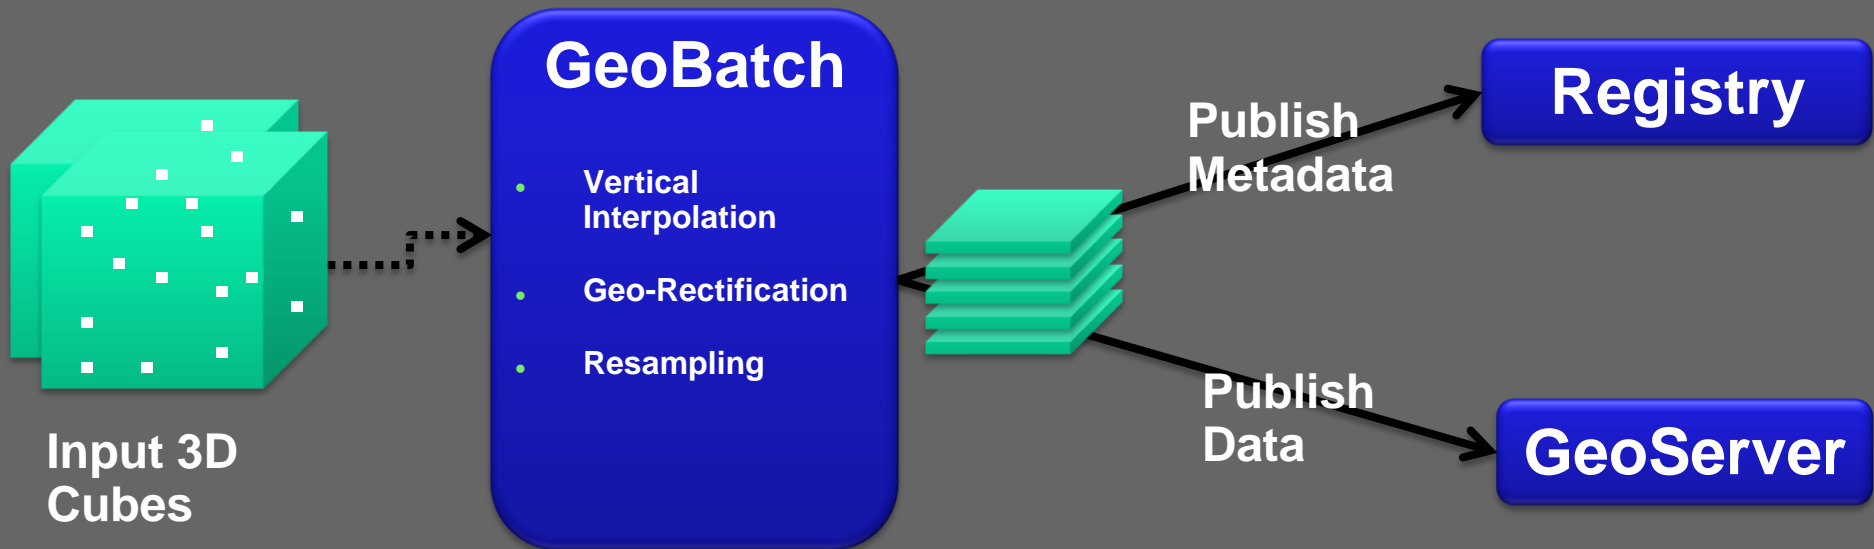 Input 3D
Cubes
GeoBatch
• Vertical
Interpolation
• Geo-Rectification
• Resampling
Publish
Metadata
Registry
Publish
Data
GeoServer